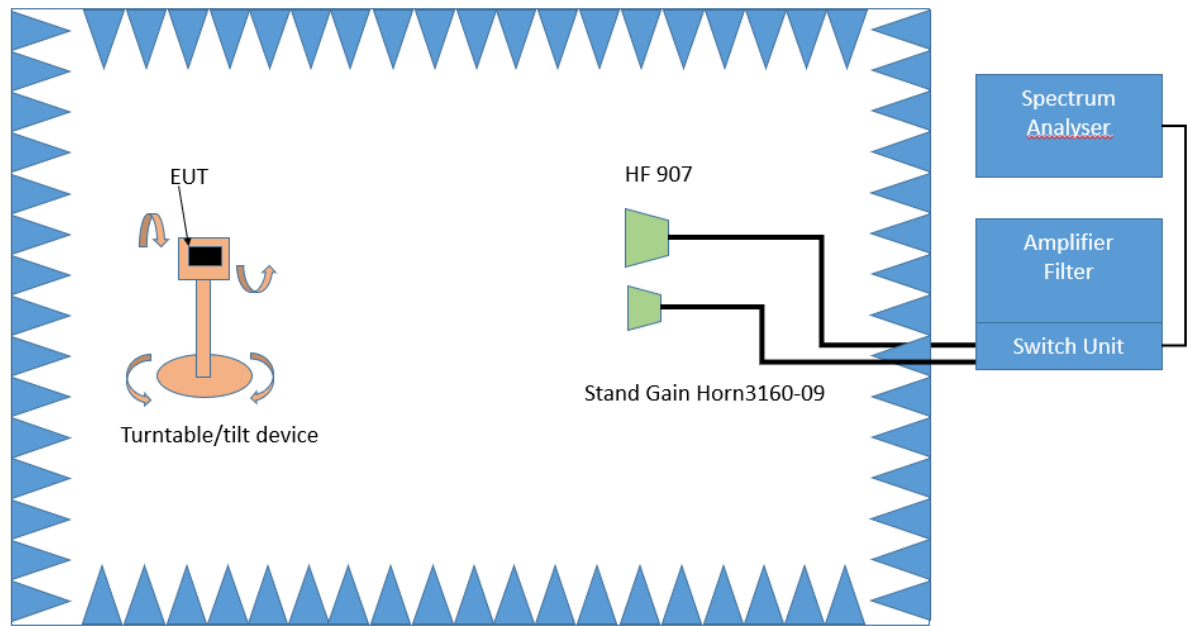 Spectrum
Analyser
EUT
HF 907
Amplifier
Filter
Switch Unit
Stand Gain Horn3160-09
Turntable/tilt device